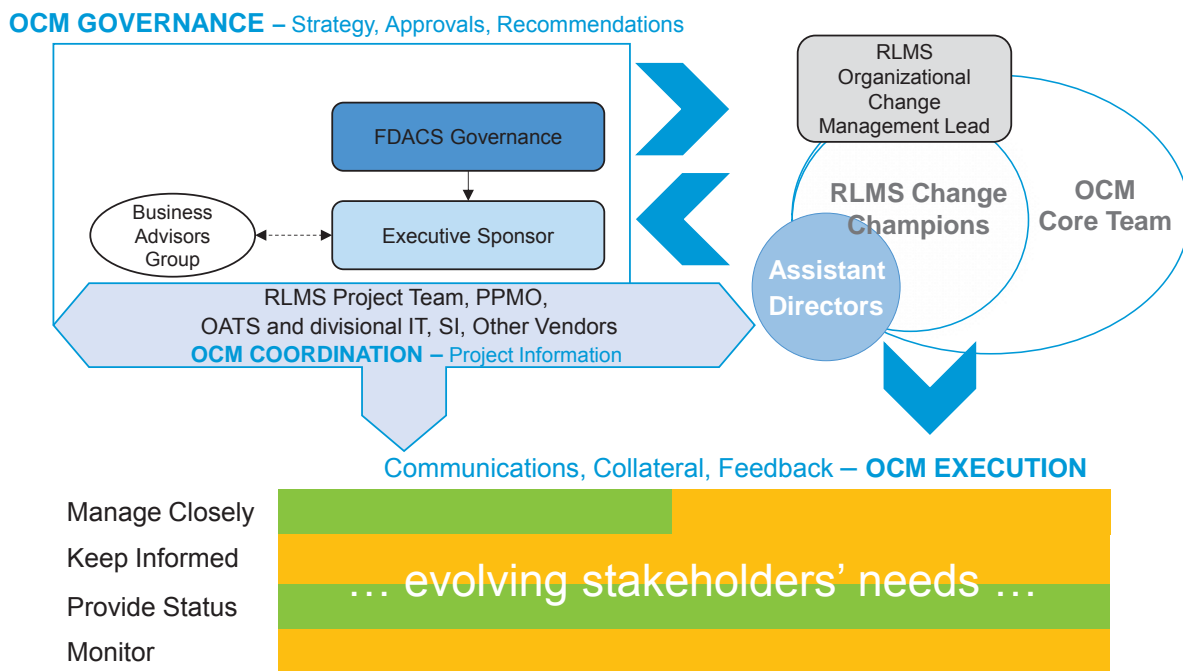 OCM GOVERNANCE – Strategy, Approvals, Recommendations
FDACS Governance
Business
Advisors
Group
Executive Sponsor
RLMS
Organizational
Change
Management Lead
RLMS Change
Champions
OCM
Core Team
Assistant
Directors
RLMS Project Team, PPMO,
OATS and divisional IT, SI, Other Vendors
OCM COORDINATION – Project Information
Communications, Collateral, Feedback – OCM EXECUTION
Manage Closely
Keep Informed
Provide Status
Monitor
… evolving stakeholders’ needs …